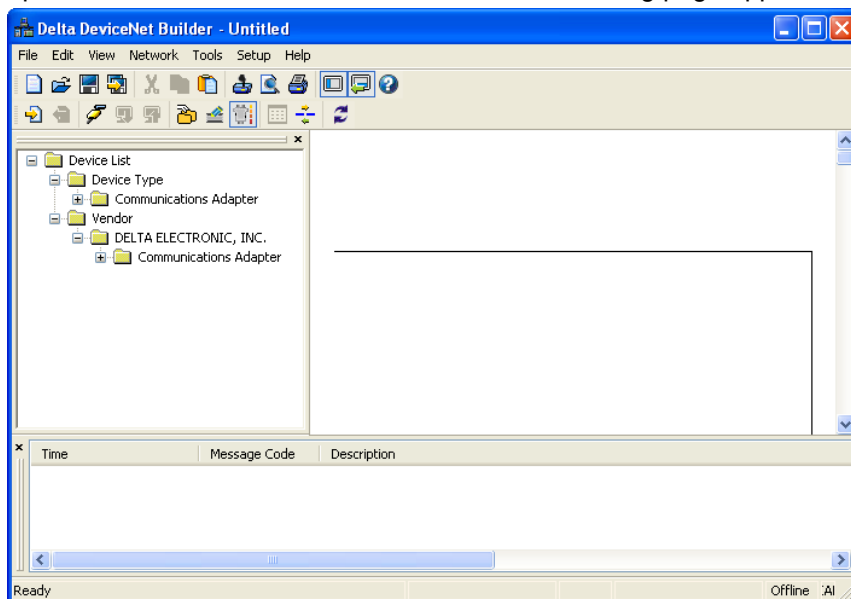 Delta DeviceNet Builder - Untitled
File Edit View Network Tools Setup Help
Device List
Device Type
Communications Adapter
Vendor
DELTA ELECTRONIC, INC.
Communications Adapter
Time Message Code Description
Ready Offline